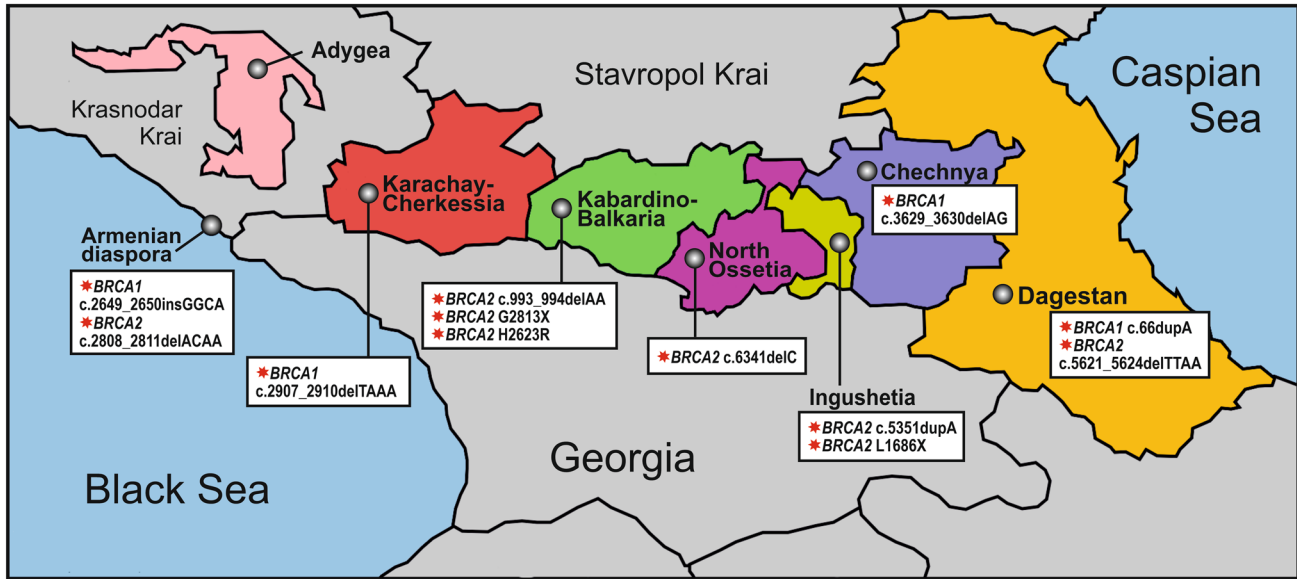 Adygea
Krasnodar
Krai
Stavropol Krai
Caspian
Sea
Karachay-
Cherkessia
Kabardino-
Balkaria
North
Ossetia
Chechnya
✷BRCA1
c.3629_3630delAG
Armenian
diaspora
✷BRCA1
c.2649_2650insGGCA
✷BRCA2
c.2808_2811delACAA
✷BRCA1
c.2907_2910delTAAA
✷BRCA2 c.993_994delAA
✷BRCA2 G2813X
✷BRCA2 H2623R
✷BRCA2 c.6341delC
Dagestan
✷BRCA1 c.66dupA
✷BRCA2
c.5621_5624delTTAA
Ingushetia
✷BRCA2 c.5351dupA
✷BRCA2 L1686X
Georgia
Black Sea